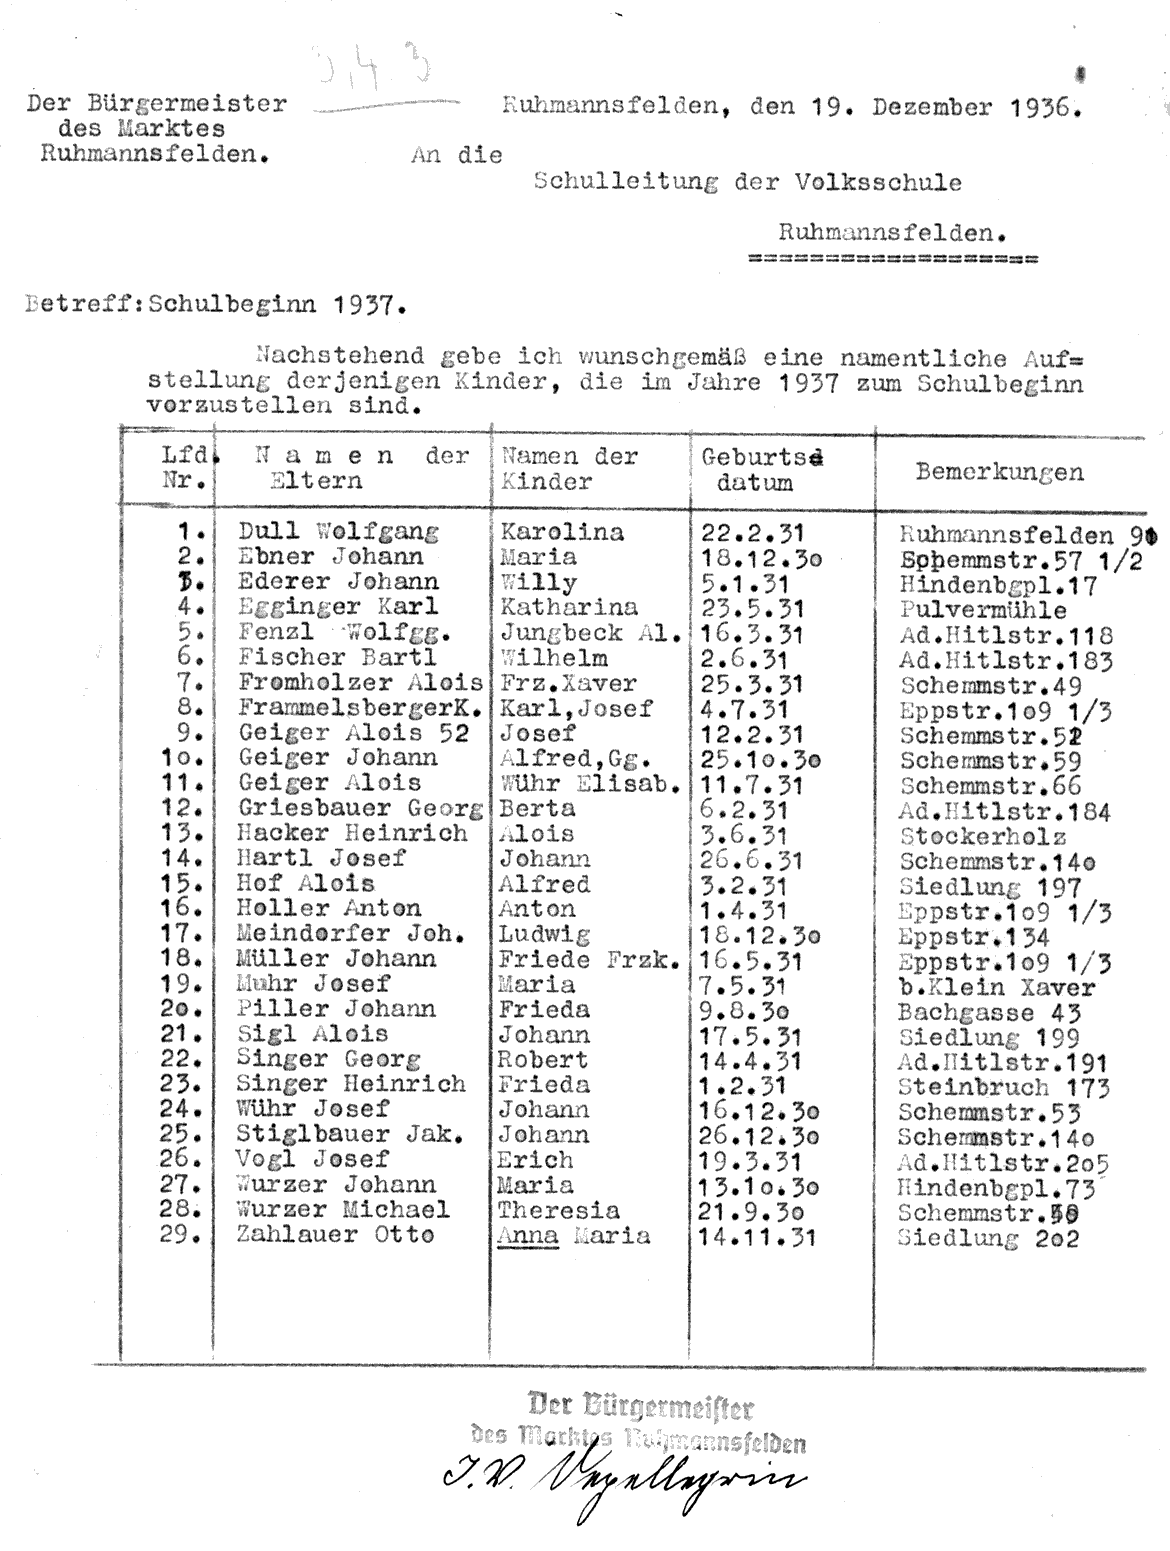 3,4 3
Der Bürgermeister Ruhmannsfelden, den 19. Dezember 1936.
des Marktes
Ruhmannsfelden. An die
Schulleitung der Volksschule
Ruhmannsfelden.
===================
Betreff:Schulbeginn 1937.
Nachstehend gebe ich wunschgemäß eine namentliche Auf=
stellung derjenigen Kinder, die im Jahre 1937 zum Schulbeginn
vorzustellen sind.
Lfd. N a m e n der Namen der Geburts= Bemerkungen
Nr. Eltern Kinder datum
1. Dull Wolfgang Karolina 22.2.31 Ruhmannsfelden 91
2. Ebner Johann Maria 18.12.3o Schemmstr.57 1/2
3. Ederer Johann Willy 5.1.31 Hindenbgpl.17
4. Egginger Karl Katharina 23.5.31 Pulvermühle
5. Fenzl Wolfgg. Jungbeck Al. 16.3.31 Ad.Hitlstr.118
6. Fischer Bartl Wilhelm 2.6.31 Ad.Hitlstr.183
7. Fromholzer Alois Frz.Xaver 25.3.31 Schemmstr.49
8. FrammelsbergerK. Karl,Josef 4.7.31 Eppstr.1o9 1/3
9. Geiger Alois 52 Josef 12.2.31 Schemmstr.52
1o. Geiger Johann Alfred,Gg. 25.1o.3o Schemmstr.59
11. Geiger Alois Wühr Elisab. 11.7.31 Schemmstr.66
12. Griesbauer Georg Berta 6.2.31 Ad.Hitlstr.184
13. Hacker Heinrich Alois 3.6.31 Stockerholz
14. Hartl Josef Johann 26.6.31 Schemmstr.14o
15. Hof Alois Alfred 3.2.31 Siedlung 197
16. Holler Anton Anton 1.4.31 Eppstr.1o9 1/3
17. Meindorfer Joh. Ludwig 18.12.3o Eppstr.134
18. Müller Johann Friede Frzk. 16.5.31 Eppstr.1o9 1/3
19. Muhr Josef Maria 7.5.31 b.Klein Xaver
2o. Piller Johann Frieda 9.8.3o Bachgasse 43
21. Sigl Alois Johann 17.5.31 Siedlung 199
22. Singer Georg Robert 14.4.31 Ad.Hitlstr.191
23. Singer Heinrich Frieda 1.2.31 Steinbruch 173
24. Wühr Josef Johann 16.12.3o Schemmstr.53
25. Stiglbauer Jak. Johann 26.12.3o Schemmstr.14o
26. Vogl Josef Erich 19.3.31 Ad.Hitlstr.2o5
27. Wurzer Johann Maria 13.1o.3o Hindenbgpl.73
28. Wurzer Michael Theresia 21.9.3o Schemmstr.
29. Zahlauer Otto Anna Maria 14.11.31 Siedlung 2o2
Der Bürgermeister
des Marktes Ruhmannsfelden
I.V. Depellegrin